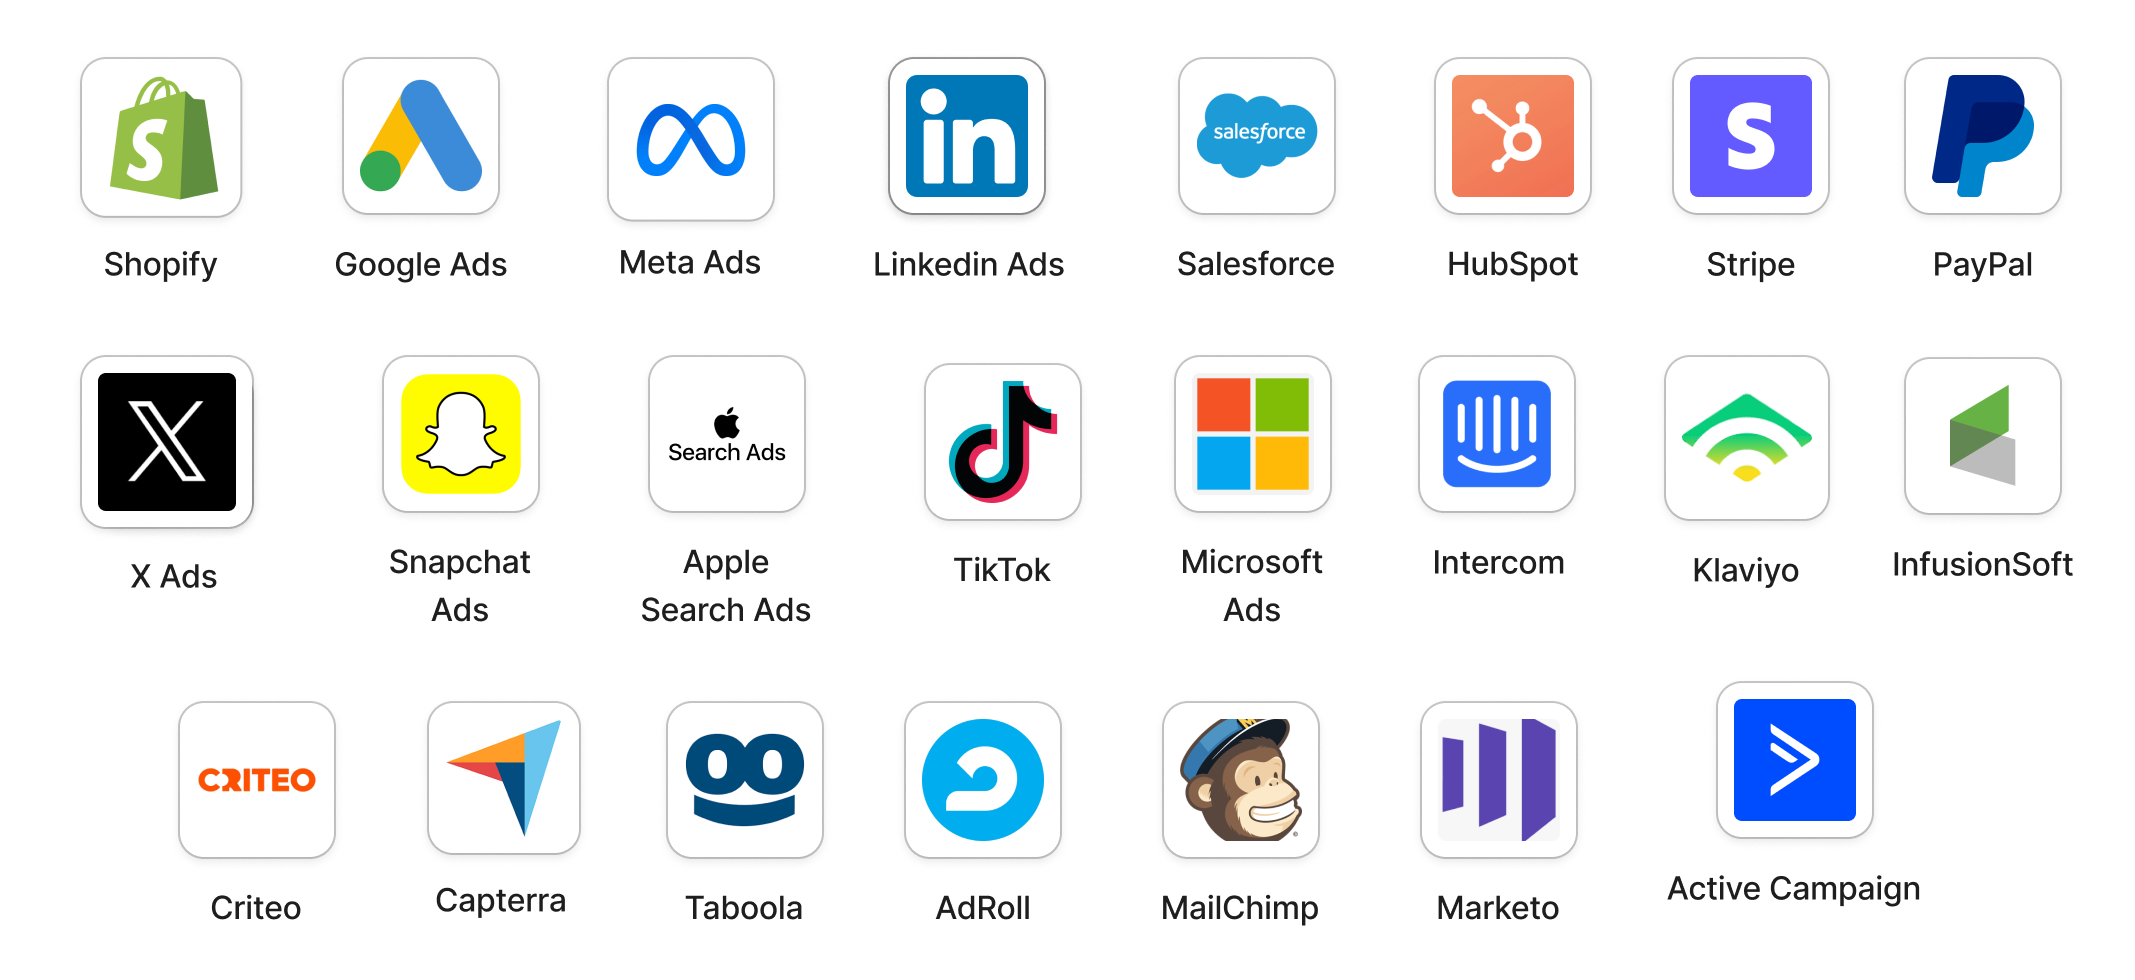 salesforce
Shopify
Google Ads
Meta Ads
Linkedin Ads
Salesforce
HubSpot
Stripe
PayPal
Search Ads
X Ads
Snapchat
Ads
Apple
Search Ads
TikTok
Microsoft
Ads
Intercom
Klaviyo
InfusionSoft
CRITEO
Criteo
Capterra
Taboola
AdRoll
MailChimp
Marketo
Active Campaign